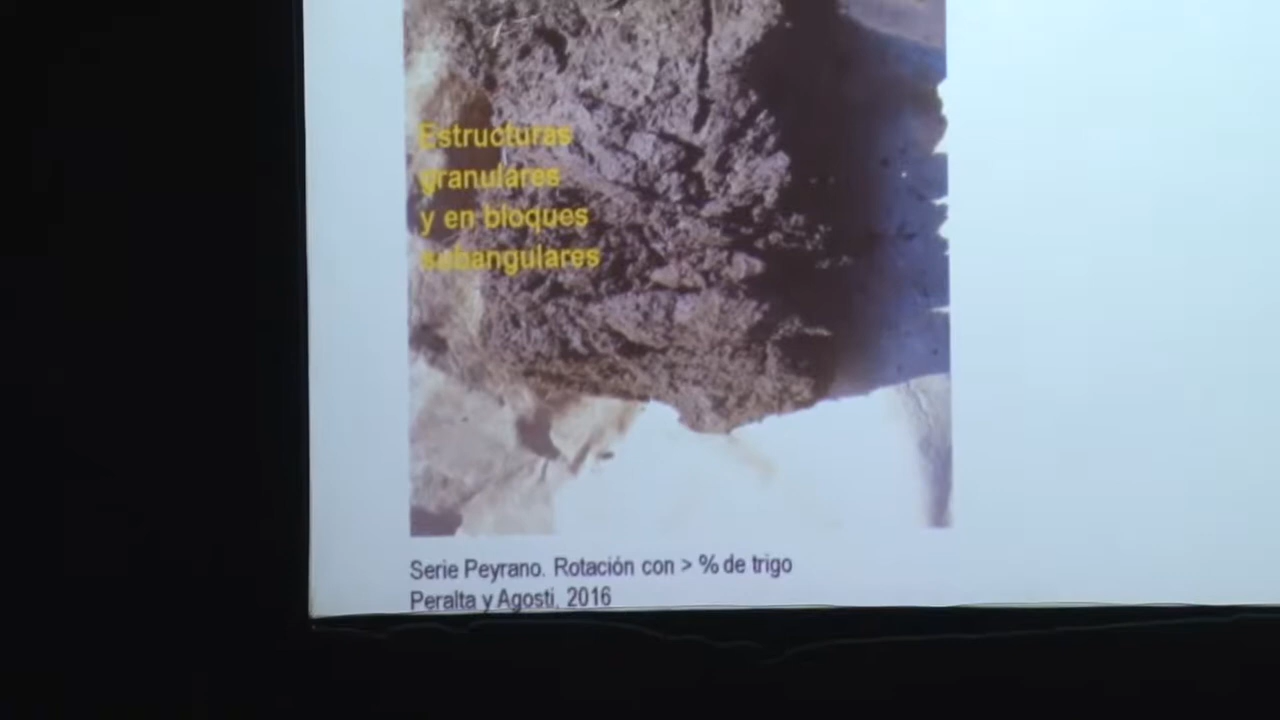 Estructuras
granulares
y en bloques
subangulares
Serie Peyrano. Rotación con > % de trigo
Peralta y Agosti, 2016